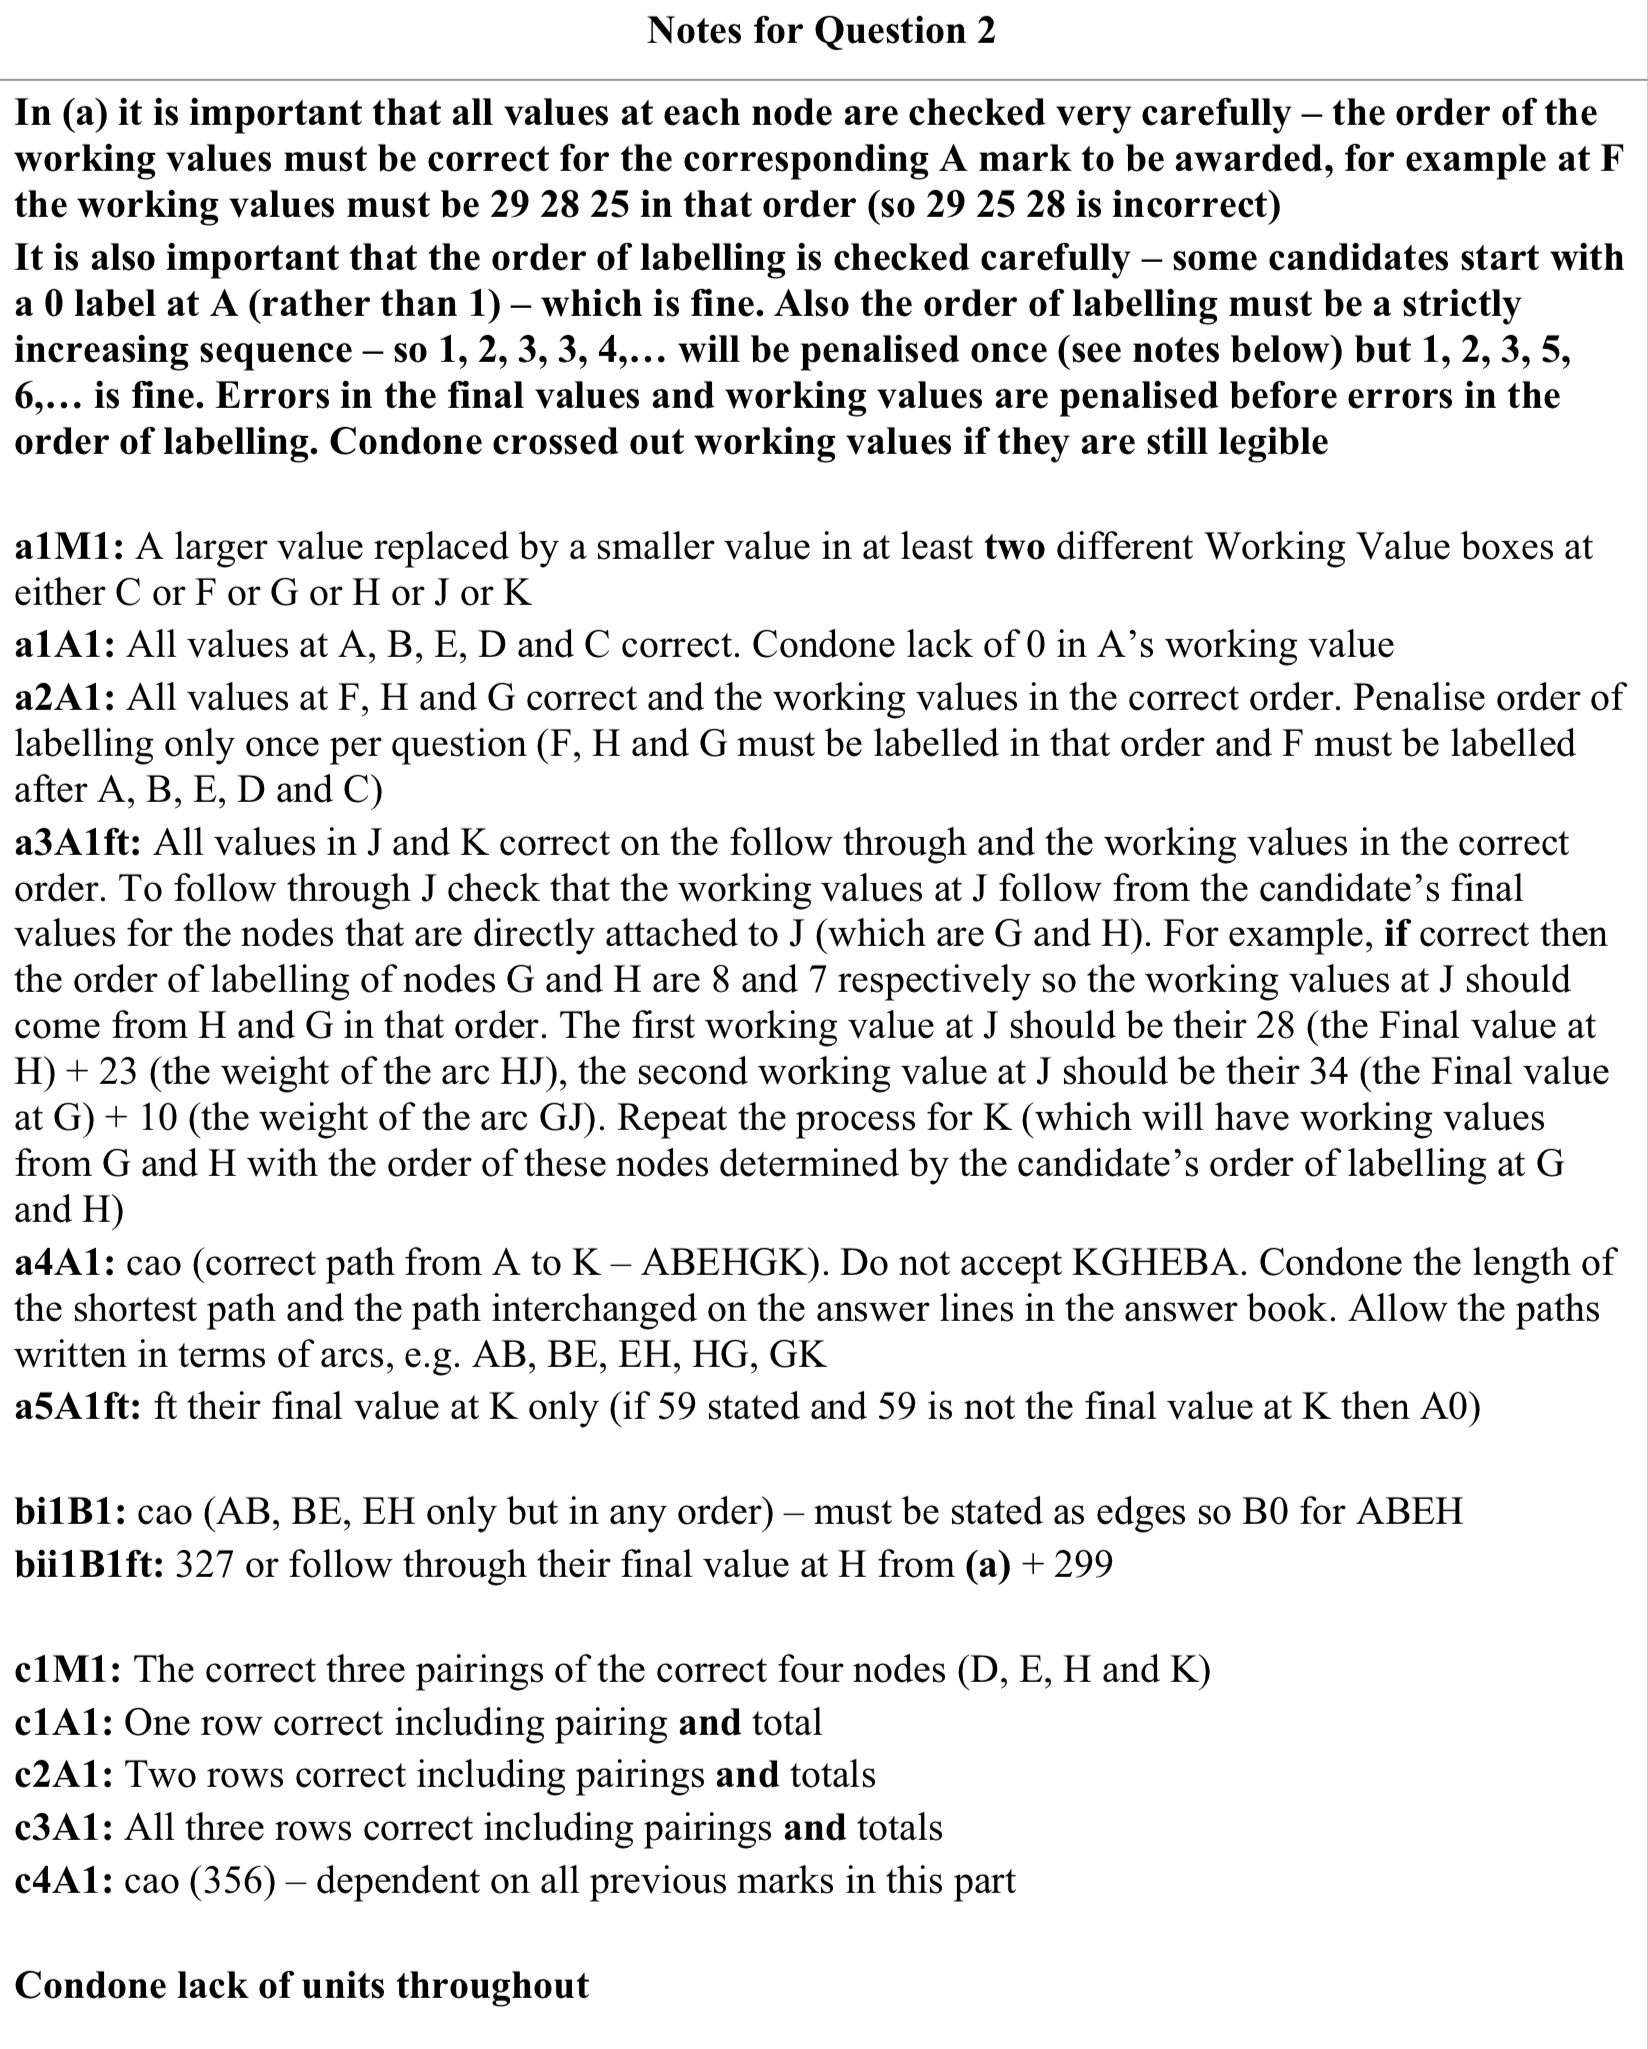 Notes for Question 2
In (a) it is important that all values at each node are checked very carefully – the order of the
working values must be correct for the corresponding A mark to be awarded, for example at F
the working values must be 29 28 25 in that order (so 29 25 28 is incorrect)
It is also important that the order of labelling is checked carefully – some candidates start with
a 0 label at A (rather than 1) – which is fine. Also the order of labelling must be a strictly
increasing sequence – so 1, 2, 3, 3, 4,… will be penalised once (see notes below) but 1, 2, 3, 5,
6,… is fine. Errors in the final values and working values are penalised before errors in the
order of labelling. Condone crossed out working values if they are still legible
a1M1: A larger value replaced by a smaller value in at least two different Working Value boxes at
either C or F or G or H or J or K
a1A1: All values at A, B, E, D and C correct. Condone lack of 0 in A’s working value
a2A1: All values at F, H and G correct and the working values in the correct order. Penalise order of
labelling only once per question (F, H and G must be labelled in that order and F must be labelled
after A, B, E, D and C)
a3A1ft: All values in J and K correct on the follow through and the working values in the correct
order. To follow through J check that the working values at J follow from the candidate’s final
values for the nodes that are directly attached to J (which are G and H). For example, if correct then
the order of labelling of nodes G and H are 8 and 7 respectively so the working values at J should
come from H and G in that order. The first working value at J should be their 28 (the Final value at
H) + 23 (the weight of the arc HJ), the second working value at J should be their 34 (the Final value
at G) + 10 (the weight of the arc GJ). Repeat the process for K (which will have working values
from G and H with the order of these nodes determined by the candidate’s order of labelling at G
and H)
a4A1: cao (correct path from A to K – ABEHGK). Do not accept KGHEBA. Condone the length of
the shortest path and the path interchanged on the answer lines in the answer book. Allow the paths
written in terms of arcs, e.g. AB, BE, EH, HG, GK
a5A1ft: ft their final value at K only (if 59 stated and 59 is not the final value at K then A0)
bi1B1: cao (AB, BE, EH only but in any order) – must be stated as edges so B0 for ABEH
bii1B1ft: 327 or follow through their final value at H from (a) + 299
c1M1: The correct three pairings of the correct four nodes (D, E, H and K)
c1A1: One row correct including pairing and total
c2A1: Two rows correct including pairings and totals
c3A1: All three rows correct including pairings and totals
c4A1: cao (356) – dependent on all previous marks in this part
Condone lack of units throughout